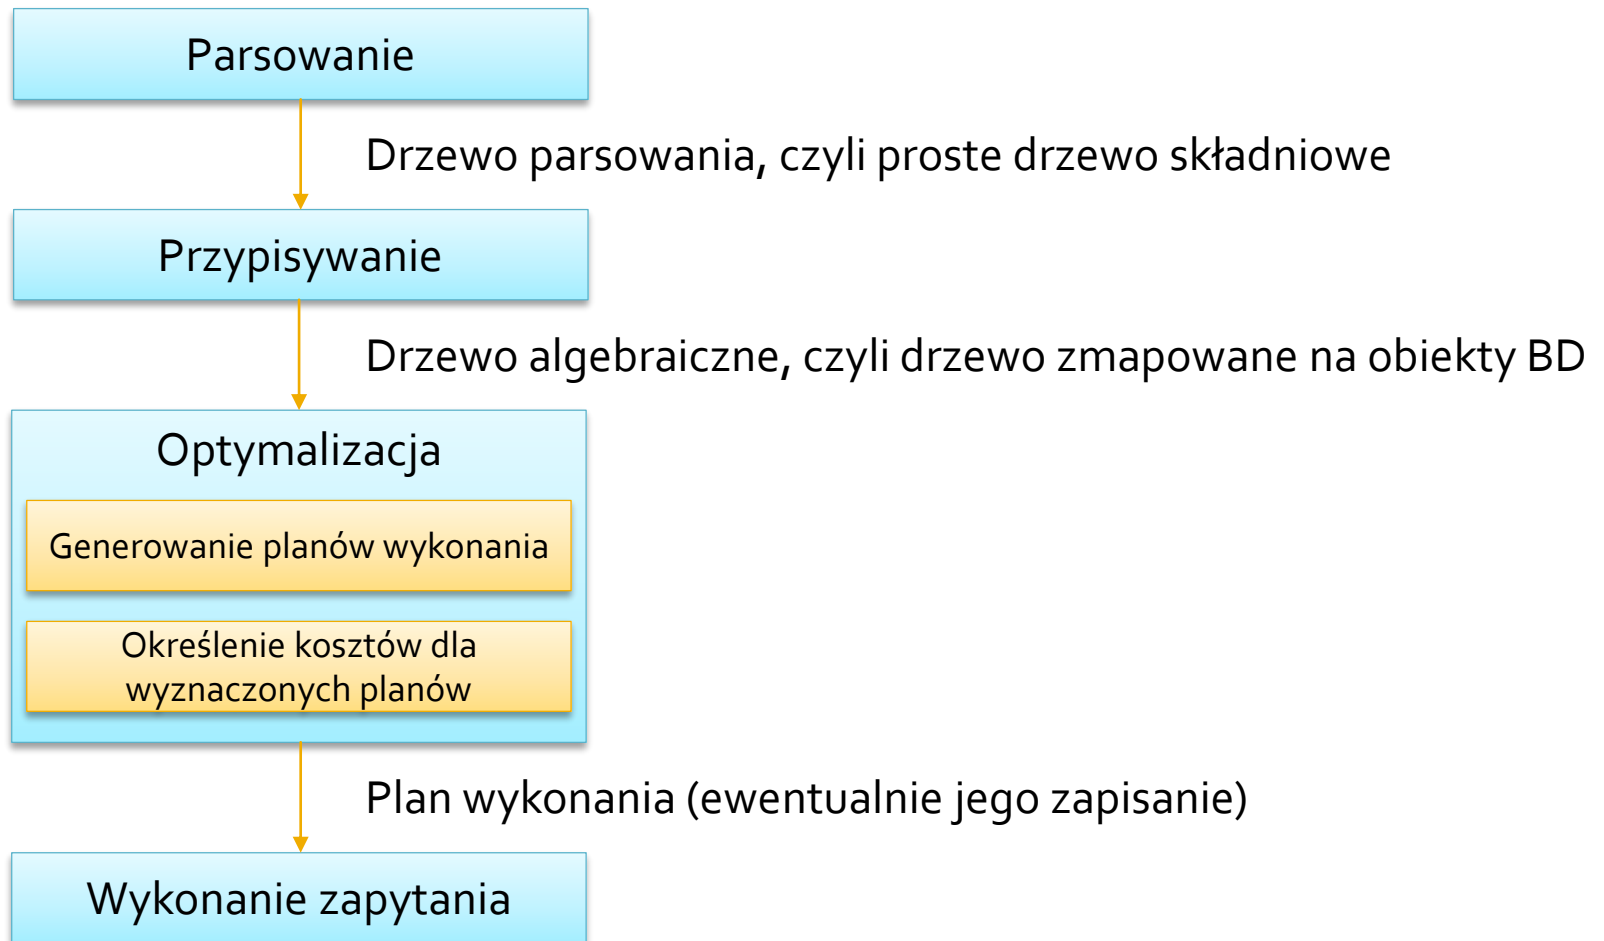 Parsowanie
Drzewo parsowania, czyli proste drzewo składniowe
Przypisywanie
Drzewo algebraiczne, czyli drzewo zmapowane na obiekty BD
Optymalizacja
Generowanie planów wykonania
Określenie kosztów dla
wyznaczonych planów
Plan wykonania (ewentualnie jego zapisanie)
Wykonanie zapytania